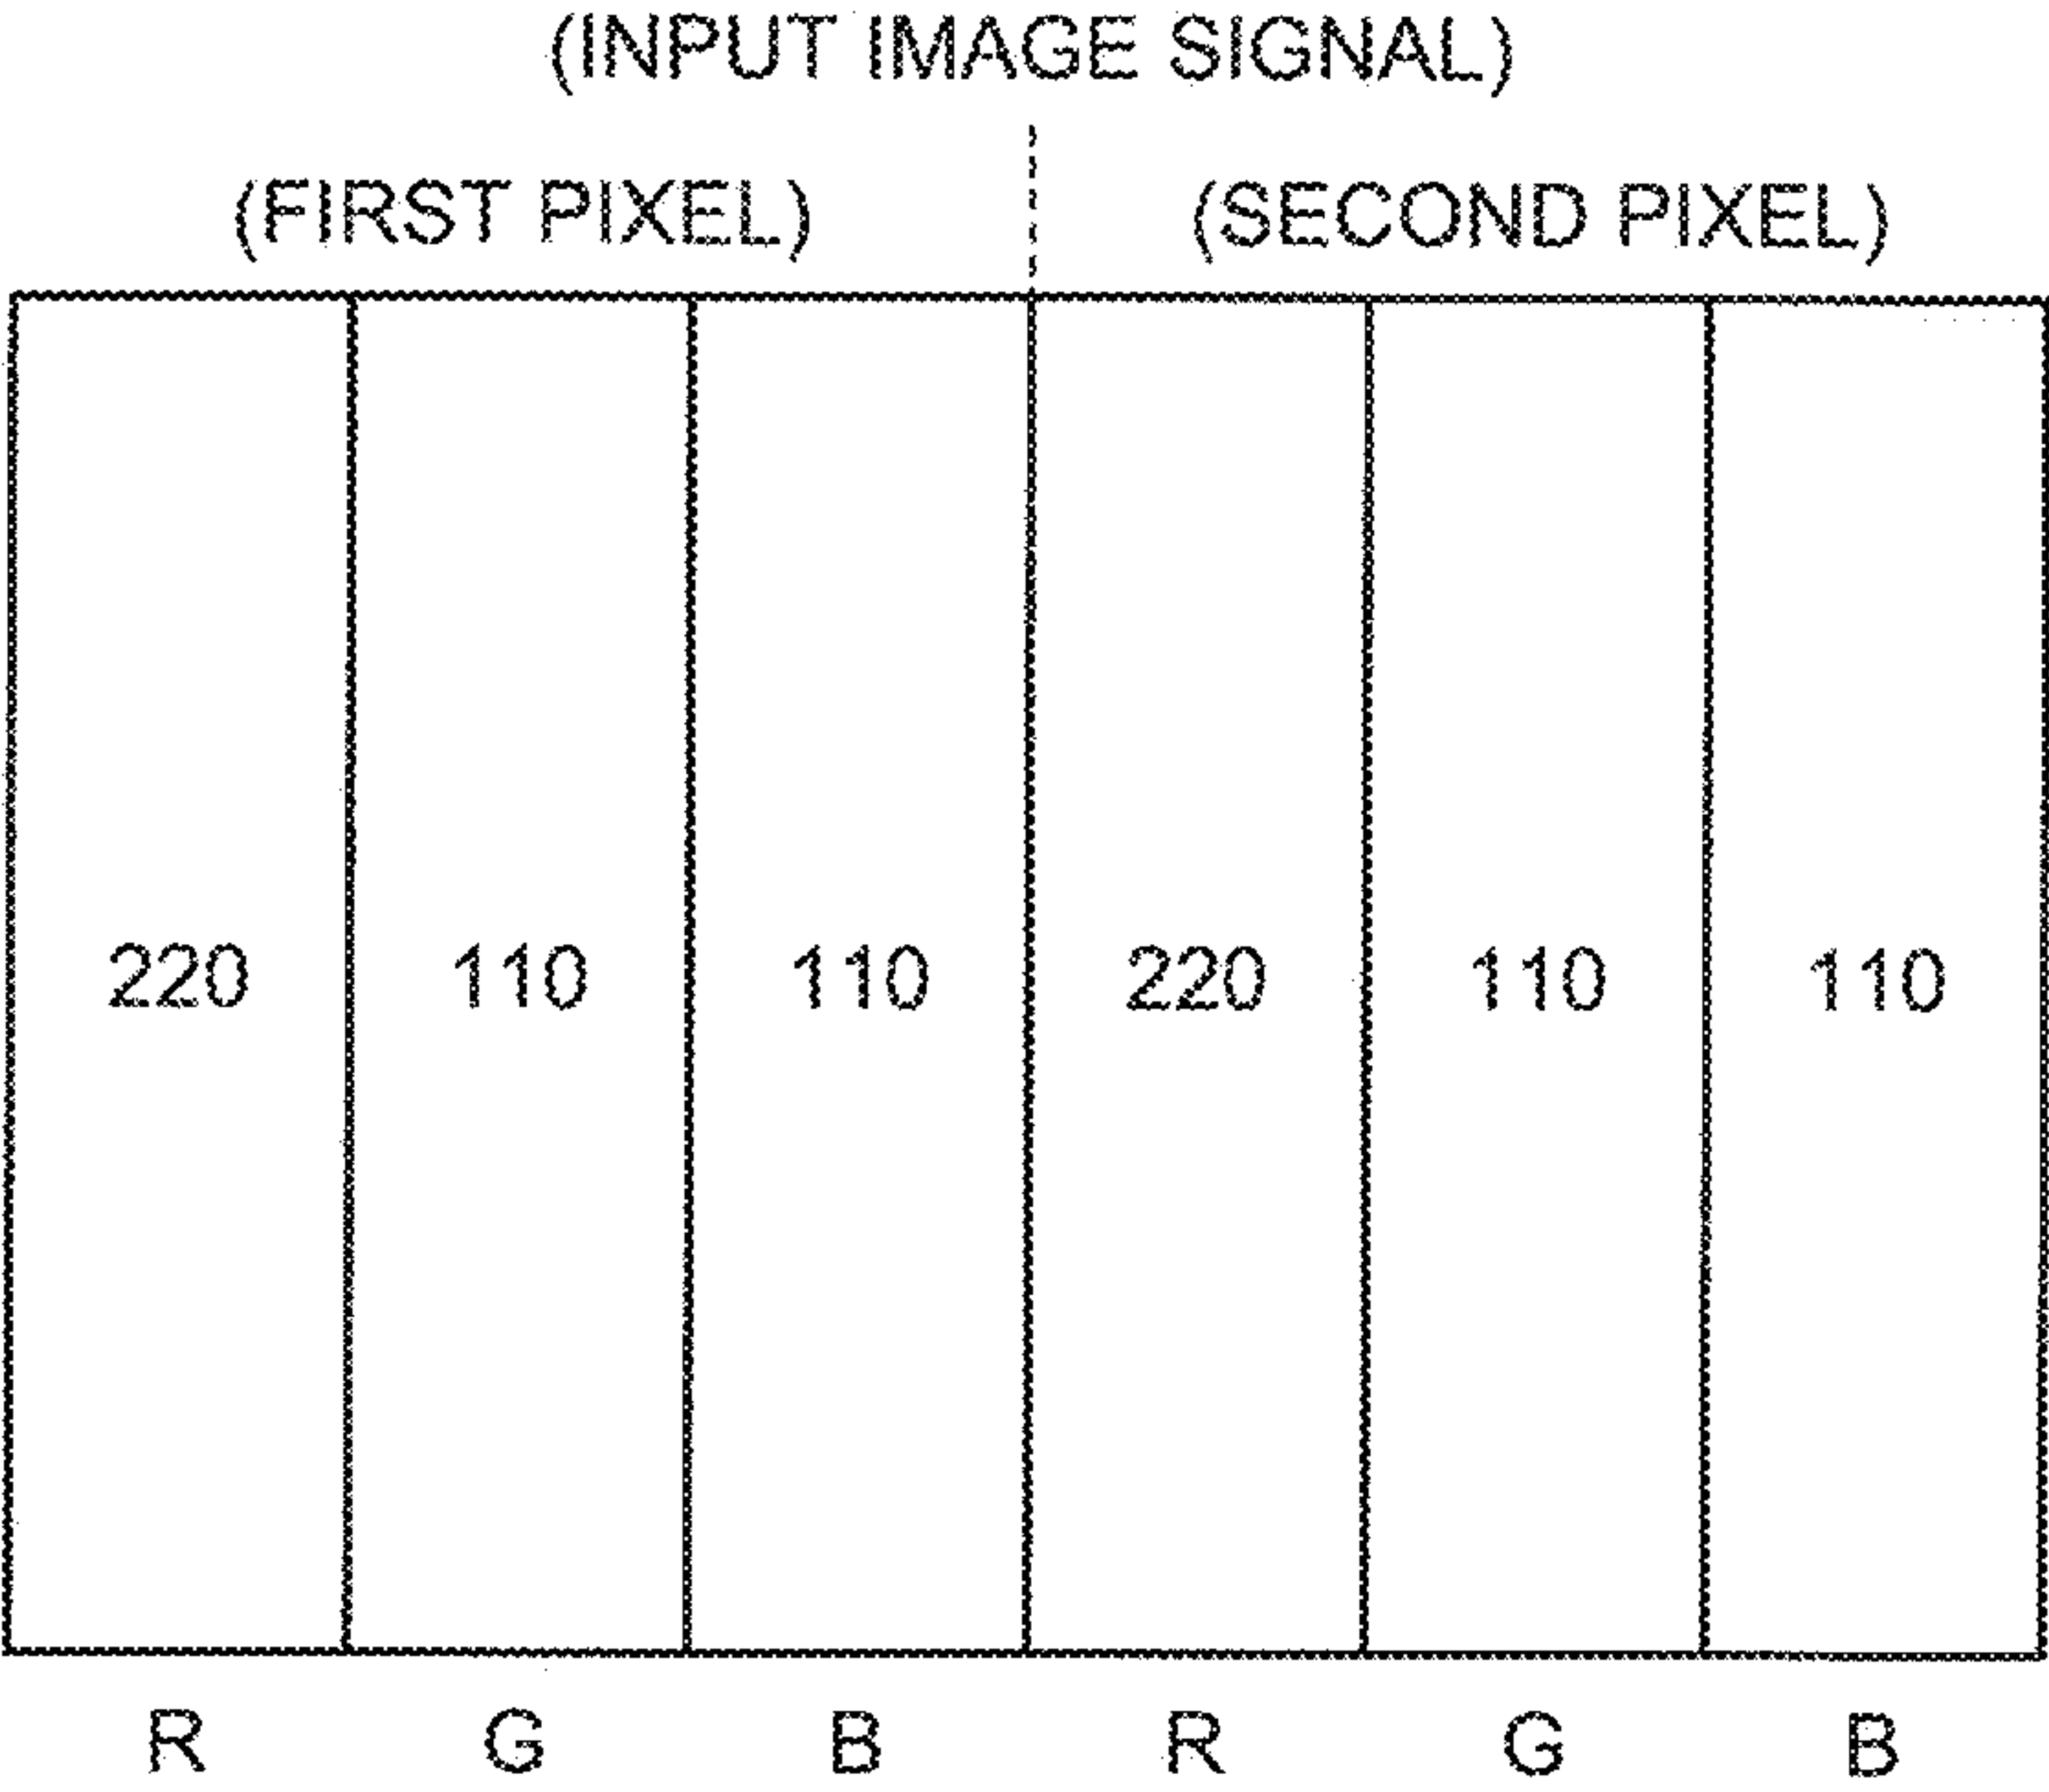 (INPUT IMAGE SIGNAL)
(FIRST PIXEL) (SECOND PIXEL)
220 110 110 220 110 110
R G B R G B